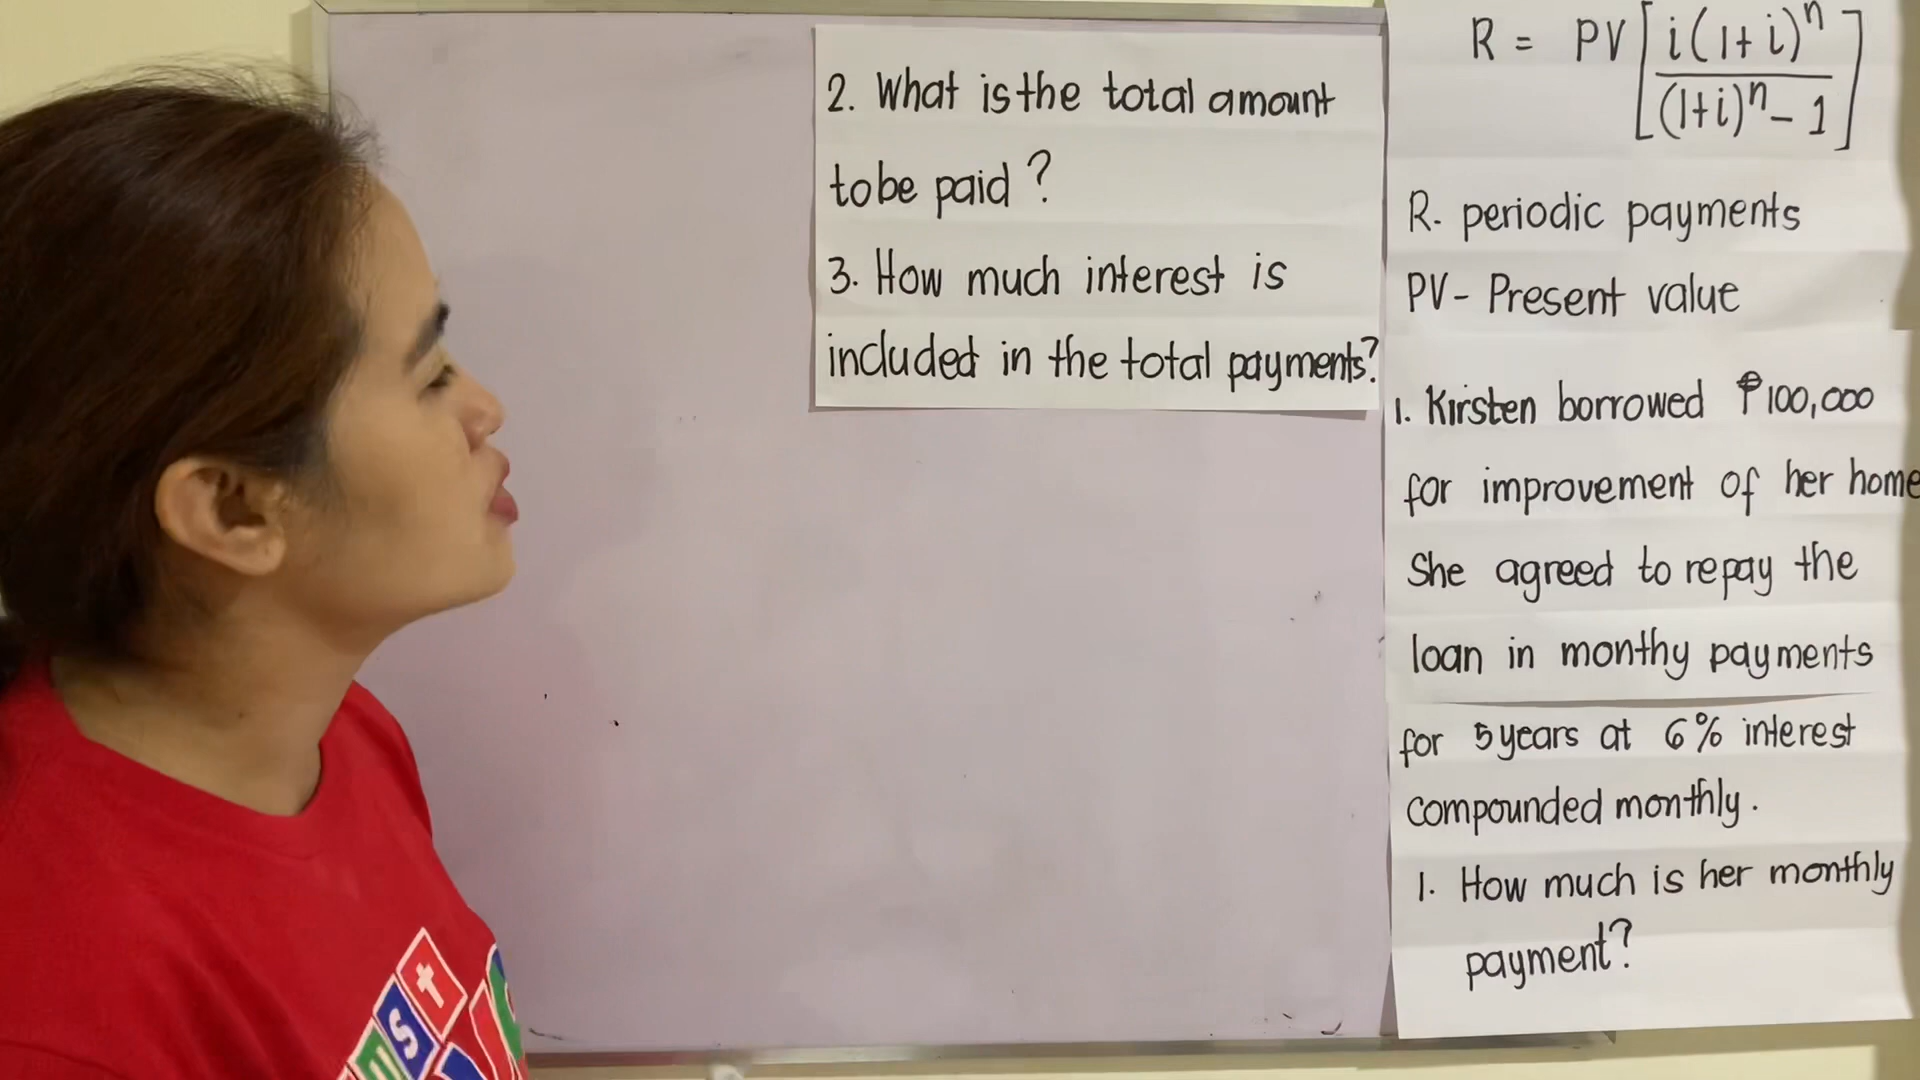 2. What is the total amount
to be paid?
3. How much interest is
included in the total payments?
R = PV [ i(1+i)^n / (1+i)^n - 1 ]
R - periodic payments
PV - Present value
1. Kirsten borrowed ₱100,000
for improvement of her home
She agreed to repay the
loan in monthy payments
for 5 years at 6% interest
compounded monthly.
1. How much is her monthly
payment?